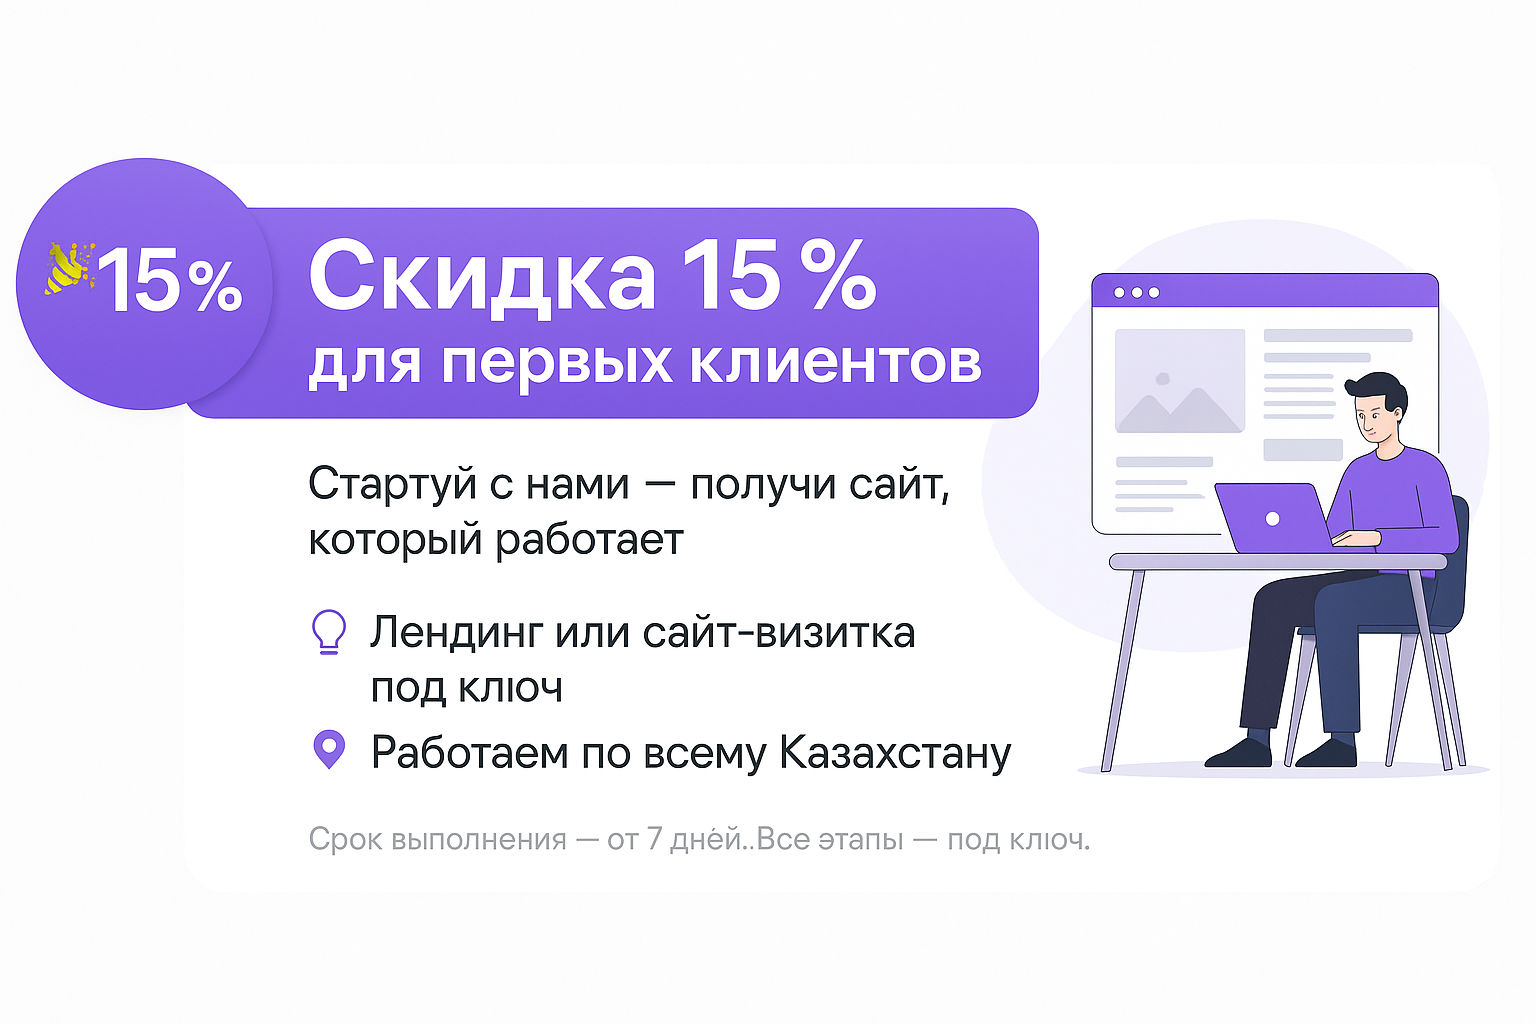 15%
Скидка 15 %
для первых клиентов
Стартуй с нами — получи сайт,
который работает
Лендинг или сайт-визитка
под ключ
Работаем по всему Казахстану
Срок выполнения — от 7 дне́й..Все этапы — под ключ.